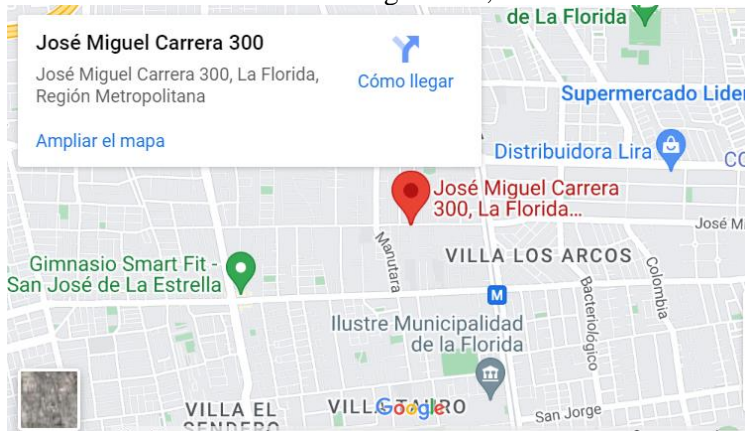 José Miguel Carrera 300
José Miguel Carrera 300, La Florida,
Región Metropolitana
Cómo llegar
Ampliar el mapa
de La Florida
Supermercado Lider
Distribuidora Lira
José Miguel Carrera
300, La Florida...
José M
Manutara
VILLA LOS ARCOS
Colombia
Gimnasio Smart Fit -
San José de La Estrella
M
Bacteriológico
Ilustre Municipalidad
de la Florida
VILLA EL
SENDERO
Google
San Jorge